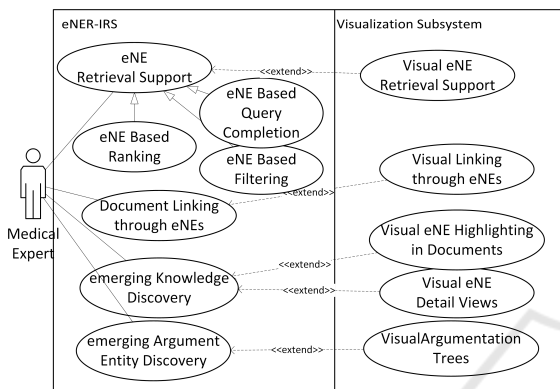 eNER-IRS
Visualization Subsystem
eNE
Retrieval Support
<<extend>>
Visual eNE
Retrieval Support
eNE Based
Query
Completion
eNE Based
Ranking
eNE Based
Filtering
Visual Linking
through eNEs
<<extend>>
Document Linking
through eNEs
Medical
Expert
Visual eNE Highlighting
in Documents
<<extend>>
emerging Knowledge
Discovery
<<extend>>
Visual eNE
Detail Views
emerging Argument
Entity Discovery
<<extend>>
VisualArgumentation
Trees